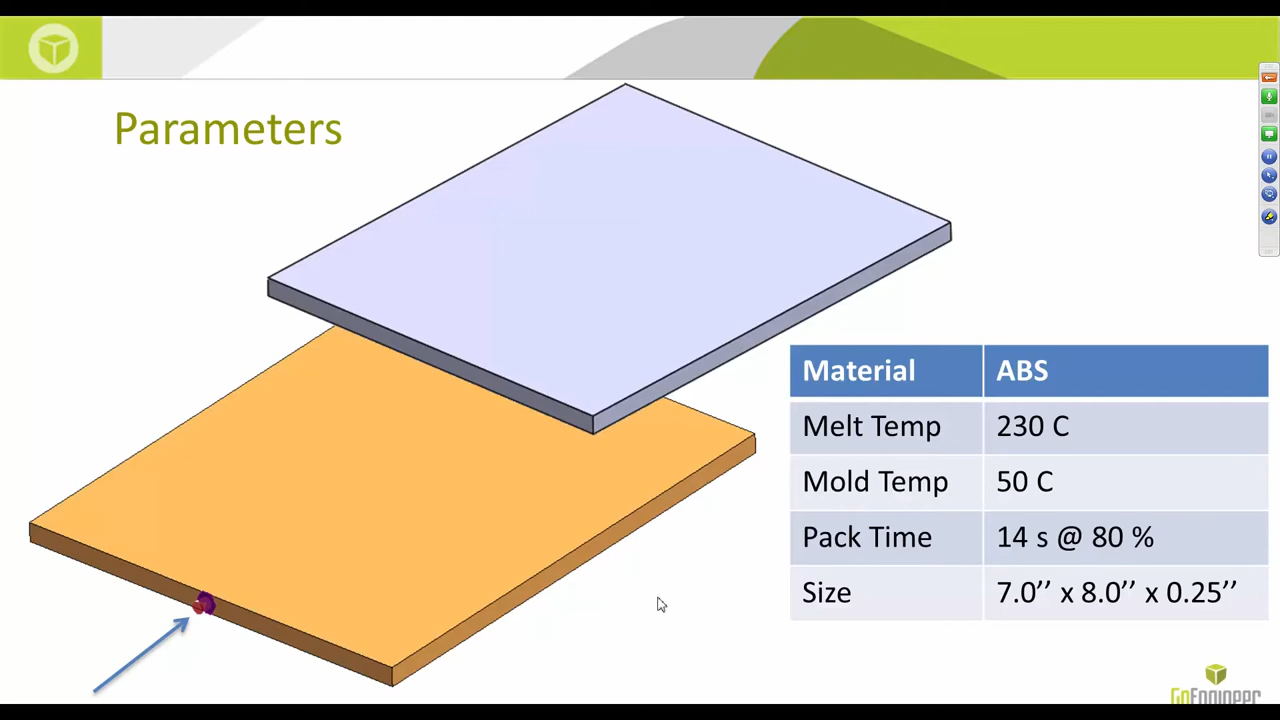 Parameters
Material ABS
Melt Temp 230 C
Mold Temp 50 C
Pack Time 14 s @ 80 %
Size 7.0’’ x 8.0’’ x 0.25’’
GoEngineer